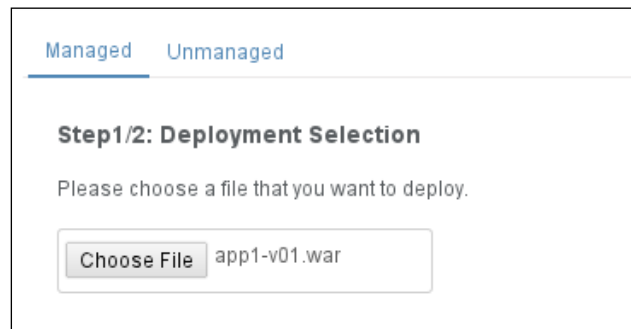 Managed Unmanaged
Step1/2: Deployment Selection
Please choose a file that you want to deploy.
Choose File app1-v01.war